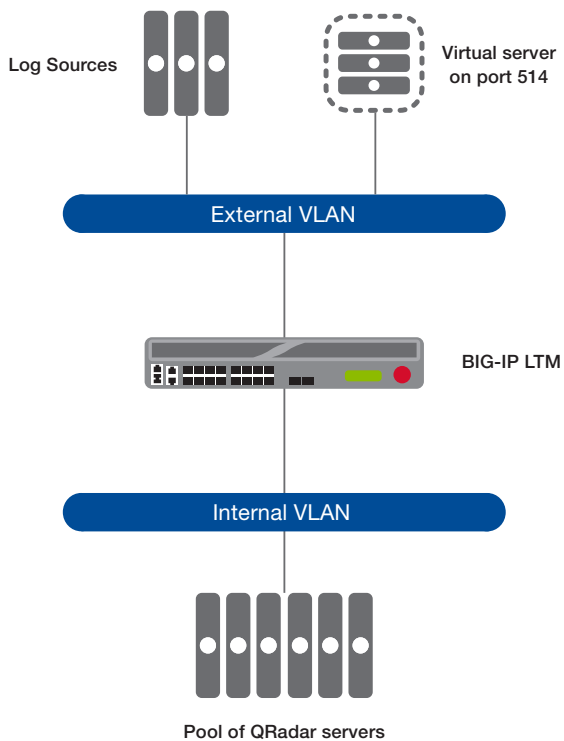 Log Sources
Virtual server
on port 514
External VLAN
BIG-IP LTM
Internal VLAN
Pool of QRadar servers